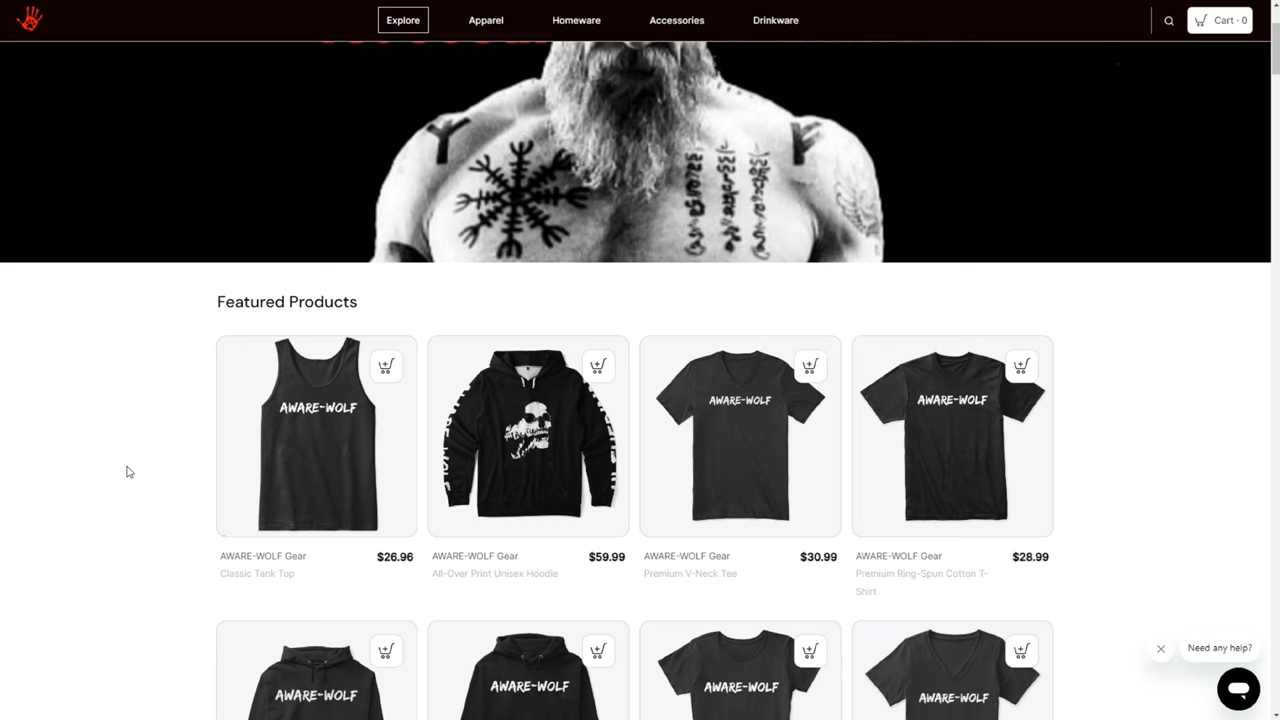 Explore
Apparel
Homeware
Accessories
Drinkware
Cart · 0
Featured Products
AWARE-WOLF
AWARE-WOLF
AWARE-WOLF
AWARE-WOLF Gear $26.96
Classic Tank Top
AWARE-WOLF Gear $59.99
All-Over Print Unisex Hoodie
AWARE-WOLF Gear $30.99
Premium V-Neck Tee
AWARE-WOLF Gear $28.99
Premium Ring-Spun Cotton T-
Shirt
AWARE-WOLF
AWARE-WOLF
AWARE-WOLF
AWARE-WOLF
Need any help?